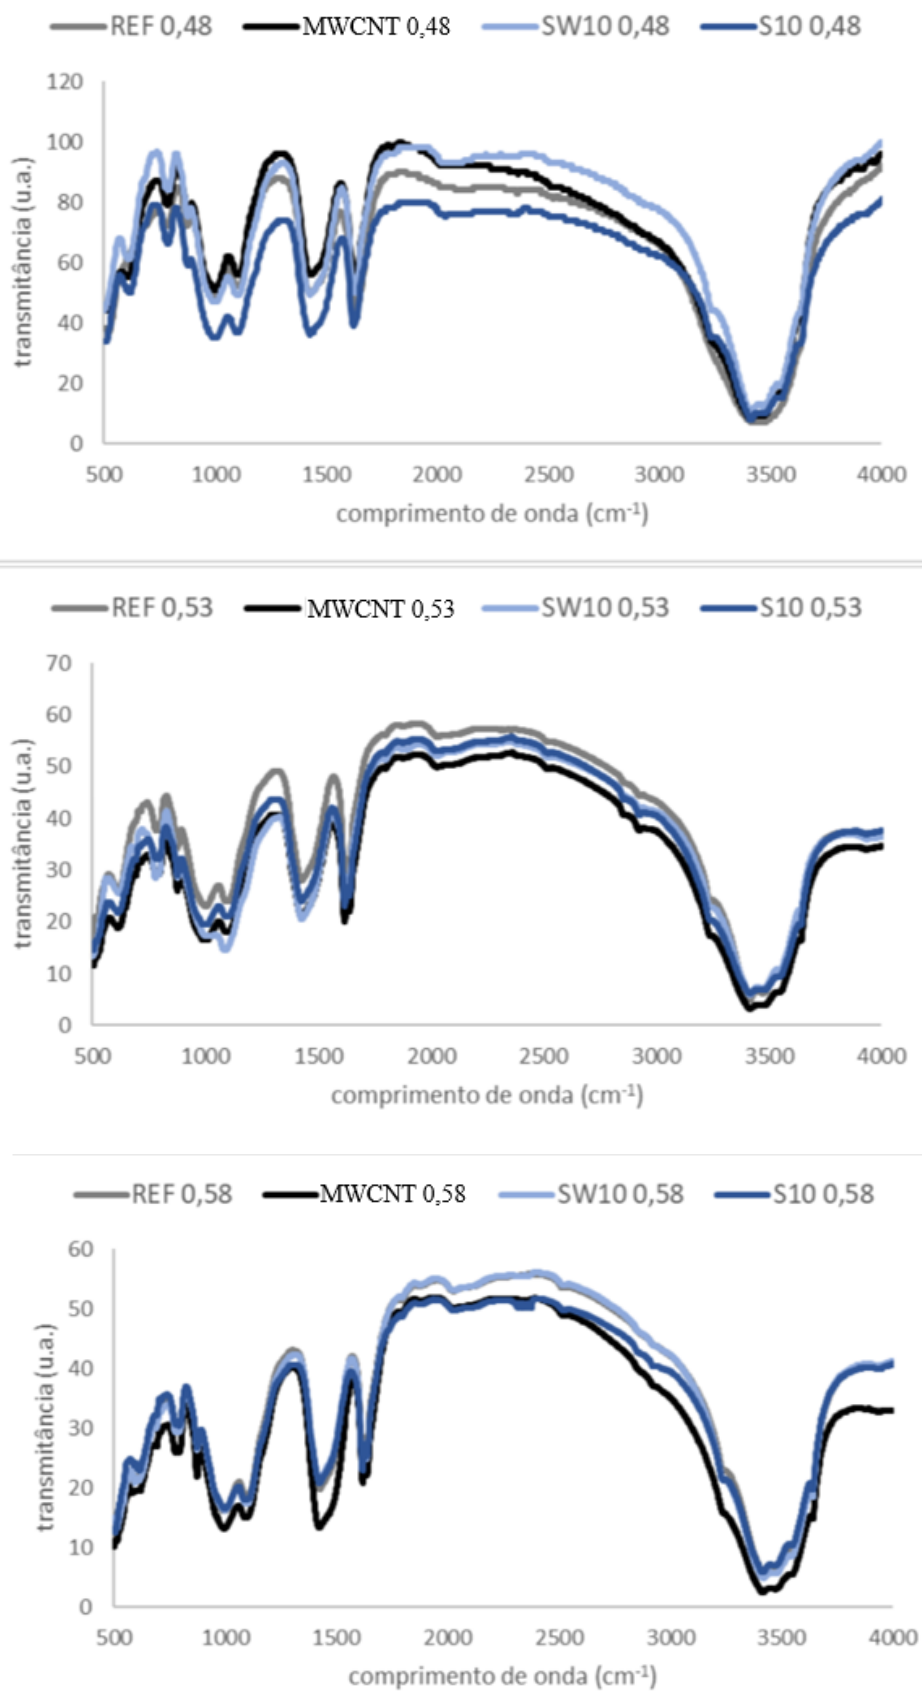 REF 0,48 MWCNT 0,48 SW10 0,48 S10 0,48
120
100
80
60
40
20
0
transmitância (u.a.)
500 1000 1500 2000 2500 3000 3500 4000
comprimento de onda (cm-1)
REF 0,53 MWCNT 0,53 SW10 0,53 S10 0,53
70
60
50
40
30
20
10
0
transmitância (u.a.)
500 1000 1500 2000 2500 3000 3500 4000
comprimento de onda (cm-1)
REF 0,58 MWCNT 0,58 SW10 0,58 S10 0,58
60
50
40
30
20
10
0
transmitância (u.a.)
500 1000 1500 2000 2500 3000 3500 4000
comprimento de onda (cm-1)